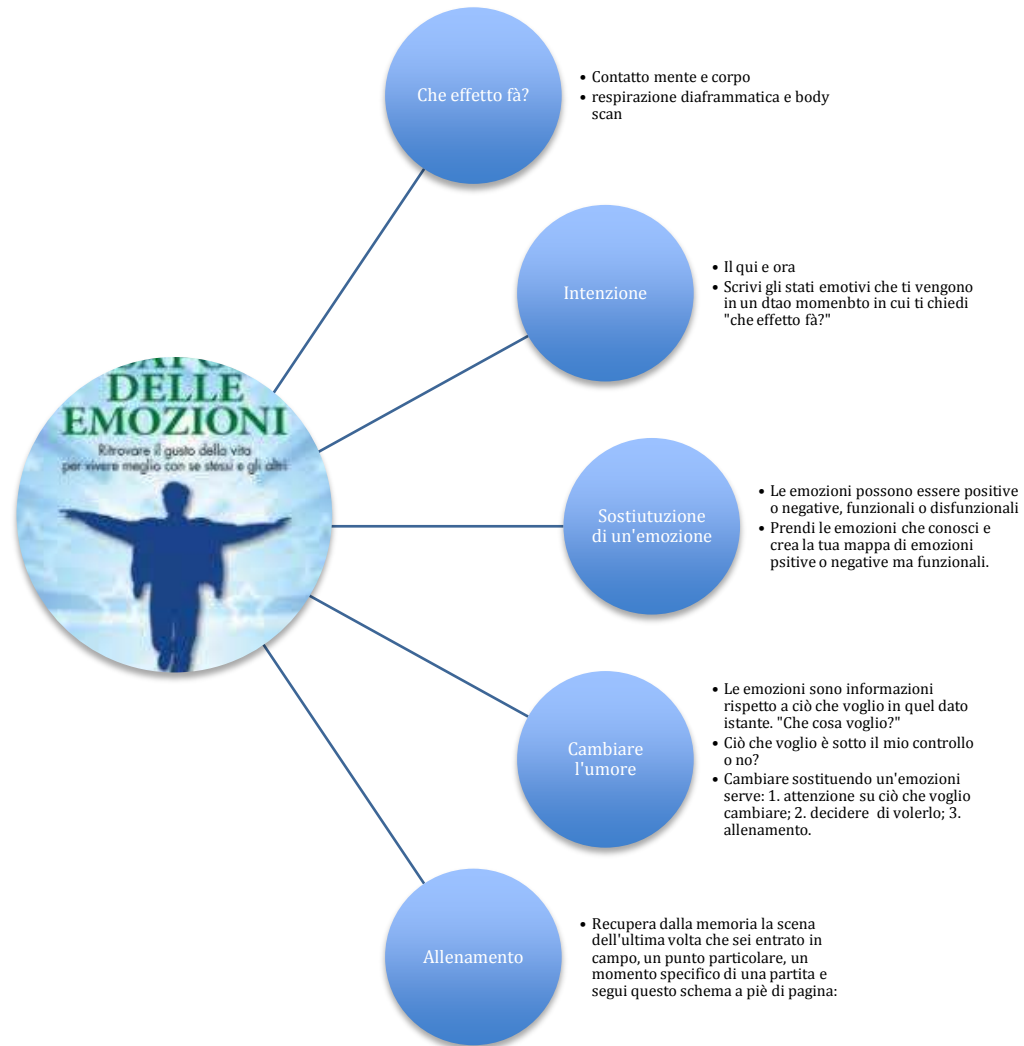 Che effetto fà?
• Contatto mente e corpo
• respirazione diaframmatica e body
scan
Intenzione
• Il qui e ora
• Scrivi gli stati emotivi che ti vengono
in un dtao momenbto in cui ti chiedi
"che effetto fà?"
DELLE
EMOZIONI
Ritrovare il gusto della vita
per vivere meglio con se stessi e gli altri
Sostiutuzione
di un'emozione
• Le emozioni possono essere positive
o negative, funzionali o disfunzionali
• Prendi le emozioni che conosci e
crea la tua mappa di emozioni
psitive o negative ma funzionali.
Cambiare
l'umore
• Le emozioni sono informazioni
rispetto a ciò che voglio in quel dato
istante. "Che cosa voglio?"
• Ciò che voglio è sotto il mio controllo
o no?
• Cambiare sostituendo un'emozioni
serve: 1. attenzione su ciò che voglio
cambiare; 2. decidere di volerlo; 3.
allenamento.
Allenamento
• Recupera dalla memoria la scena
dell'ultima volta che sei entrato in
campo, un punto particolare, un
momento specifico di una partita e
segui questo schema a piè di pagina: